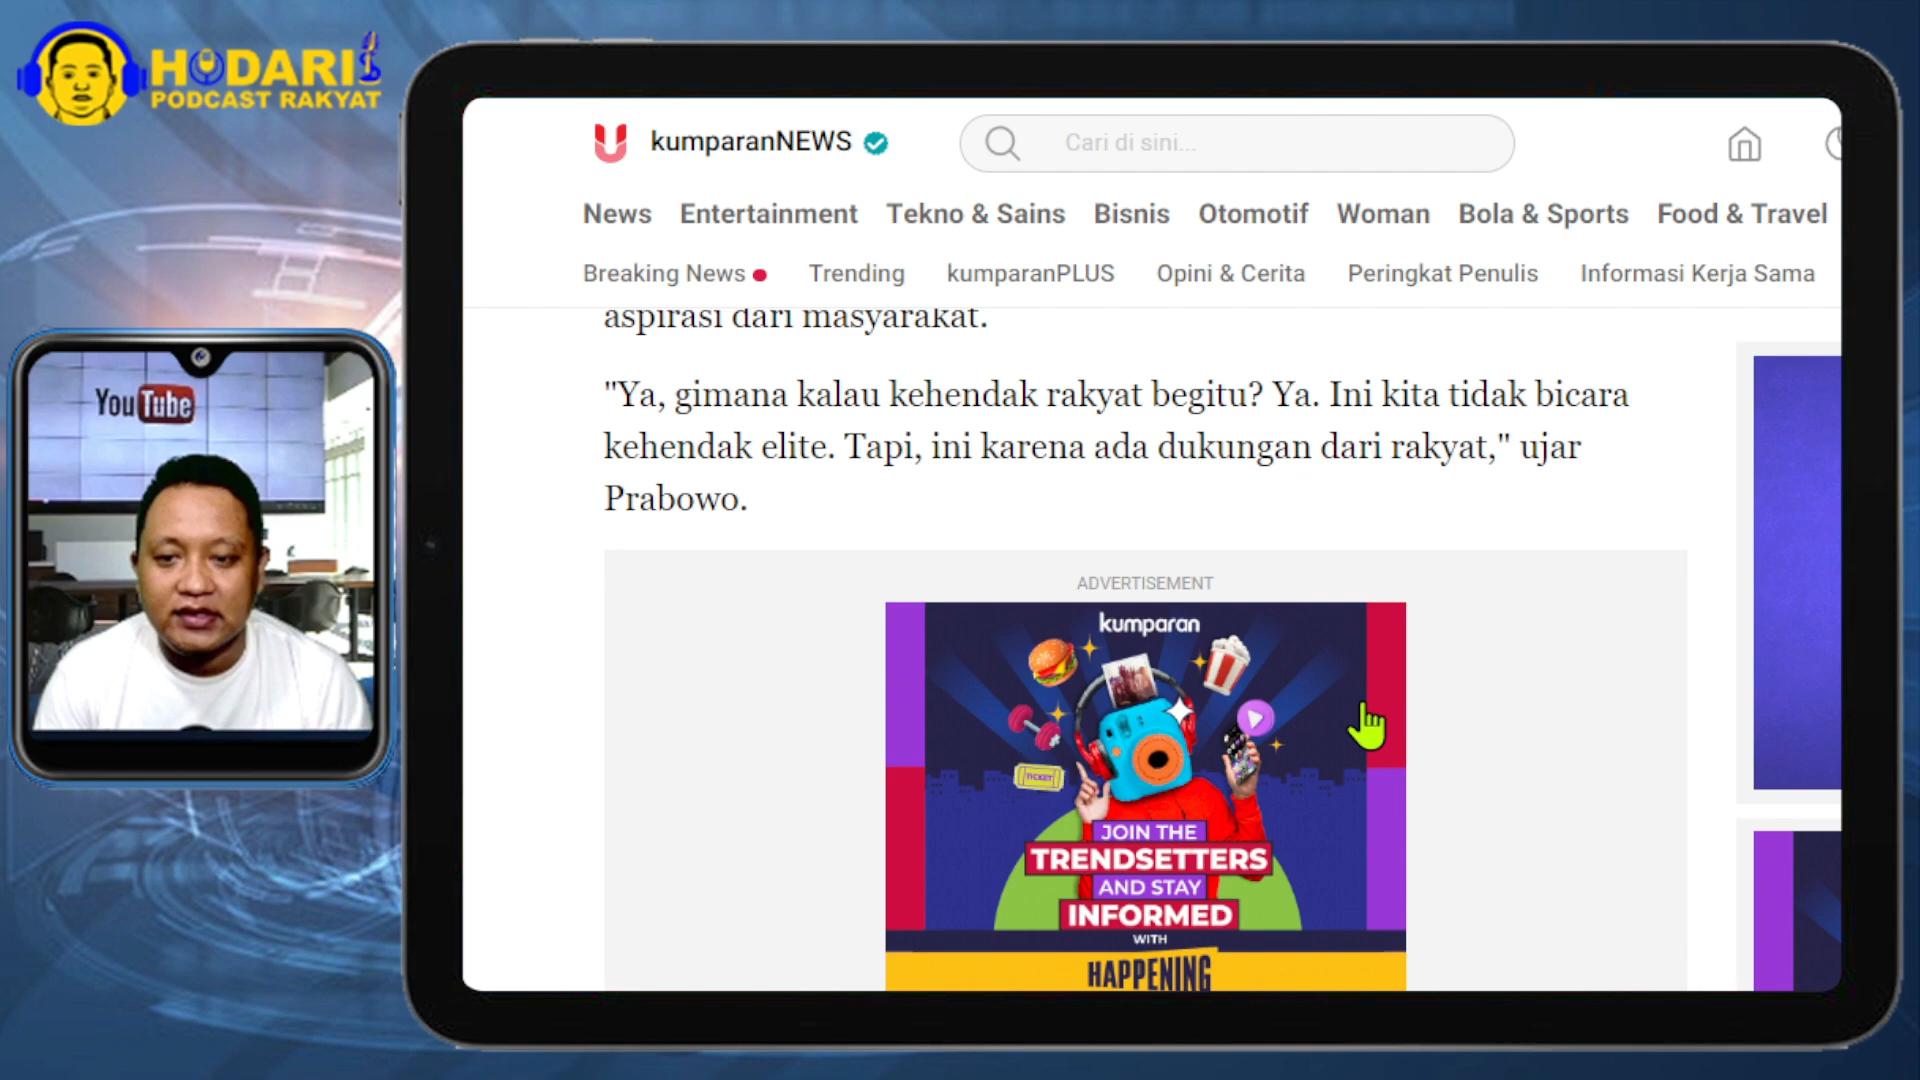 HODARI
PODCAST RAKYAT
YouTube
kumparanNEWS
Cari di sini...
News Entertainment Tekno & Sains Bisnis Otomotif Woman Bola & Sports Food & Travel
Breaking News Trending kumparanPLUS Opini & Cerita Peringkat Penulis Informasi Kerja Sama
aspirasi dari masyarakat.
"Ya, gimana kalau kehendak rakyat begitu? Ya. Ini kita tidak bicara
kehendak elite. Tapi, ini karena ada dukungan dari rakyat," ujar
Prabowo.
ADVERTISEMENT
kumparan
TICKET
JOIN THE
TRENDSETTERS
AND STAY
INFORMED
WITH
HAPPENING